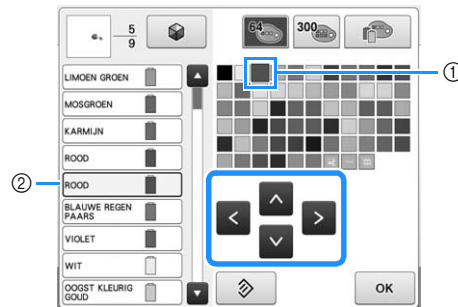 5
9
64
300
LIMOEN GROEN
MOSGROEN
KARMIJN
ROOD
ROOD
BLAUWE REGEN
PAARS
VIOLET
WIT
OOGST KLEURIG
GOUD
OK
①
②